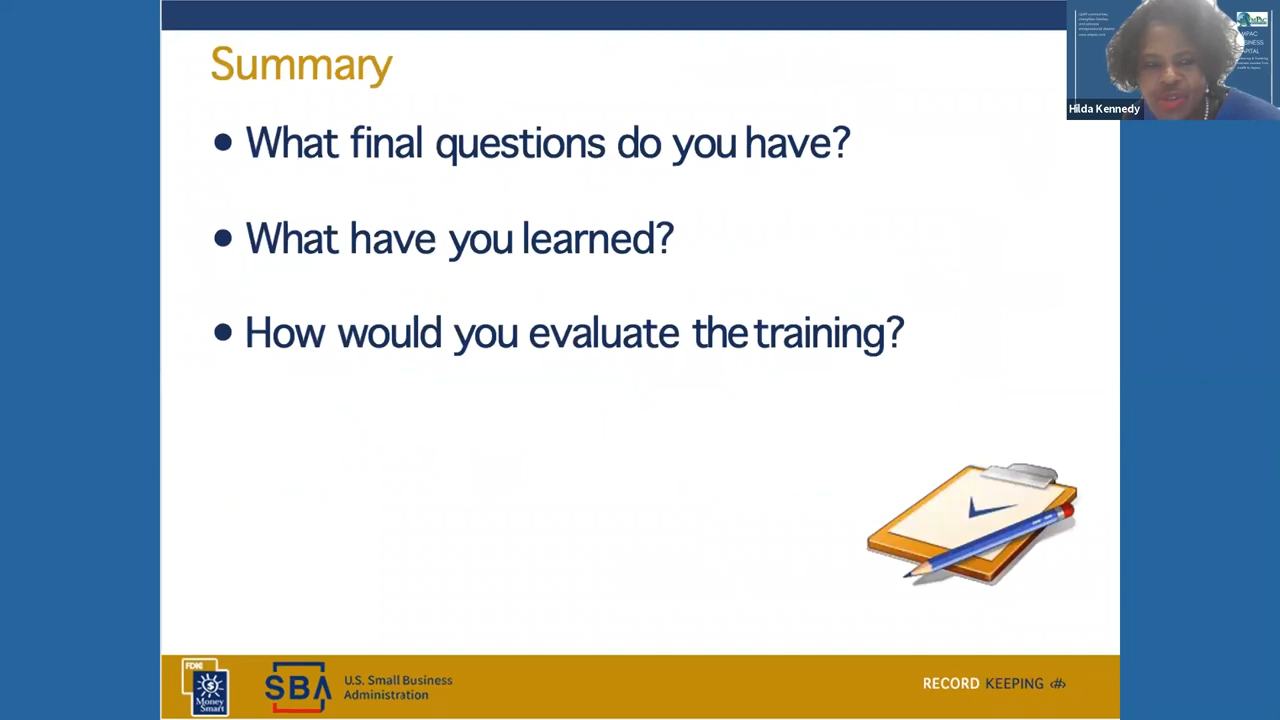 Summary
• What final questions do you have?
• What have you learned?
• How would you evaluate the training?
Hilda Kennedy
FDIC
Money
Smart
SBA
U.S. Small Business
Administration
RECORD KEEPING